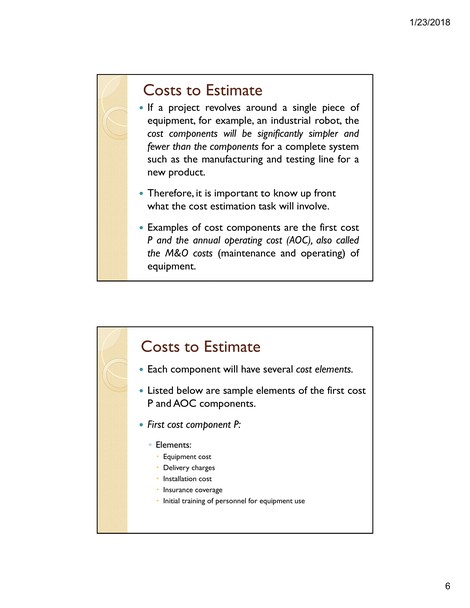 1/23/2018
Costs to Estimate
• If a project revolves around a single piece of
equipment, for example, an industrial robot, the
cost components will be significantly simpler and
fewer than the components for a complete system
such as the manufacturing and testing line for a
new product.
• Therefore, it is important to know up front
what the cost estimation task will involve.
• Examples of cost components are the first cost
P and the annual operating cost (AOC), also called
the M&O costs (maintenance and operating) of
equipment.
Costs to Estimate
• Each component will have several cost elements.
• Listed below are sample elements of the first cost
P and AOC components.
• First cost component P:
◦ Elements:
• Equipment cost
• Delivery charges
• Installation cost
• Insurance coverage
• Initial training of personnel for equipment use
6